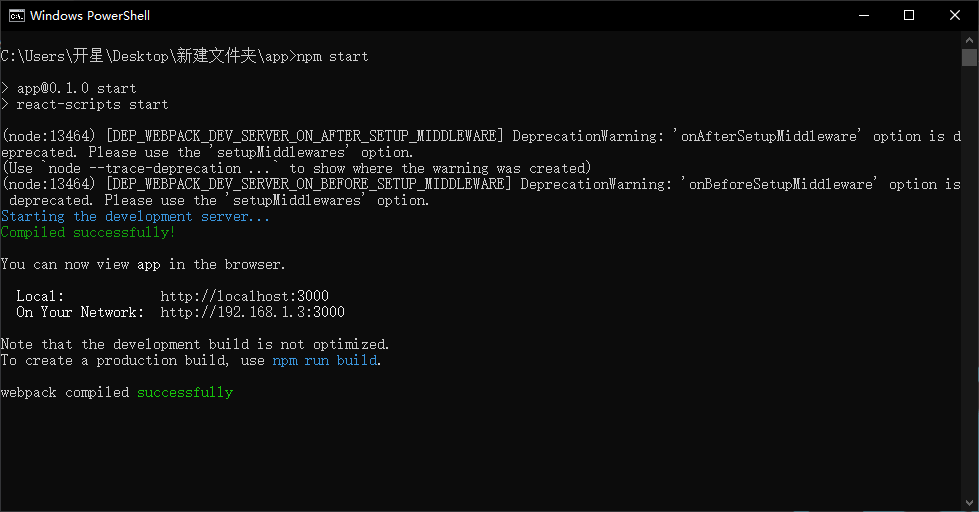 Windows PowerShell
C:\Users\开星\Desktop\新建文件夹\app>npm start
> app@0.1.0 start
> react-scripts start
(node:13464) [DEP_WEBPACK_DEV_SERVER_ON_AFTER_SETUP_MIDDLEWARE] DeprecationWarning: 'onAfterSetupMiddleware' option is d
eprecated. Please use the 'setupMiddlewares' option.
(Use `node --trace-deprecation ...` to show where the warning was created)
(node:13464) [DEP_WEBPACK_DEV_SERVER_ON_BEFORE_SETUP_MIDDLEWARE] DeprecationWarning: 'onBeforeSetupMiddleware' option is
 deprecated. Please use the 'setupMiddlewares' option.
Starting the development server...
Compiled successfully!
You can now view app in the browser.
  Local:            http://localhost:3000
  On Your Network:  http://192.168.1.3:3000
Note that the development build is not optimized.
To create a production build, use npm run build.
webpack compiled successfully